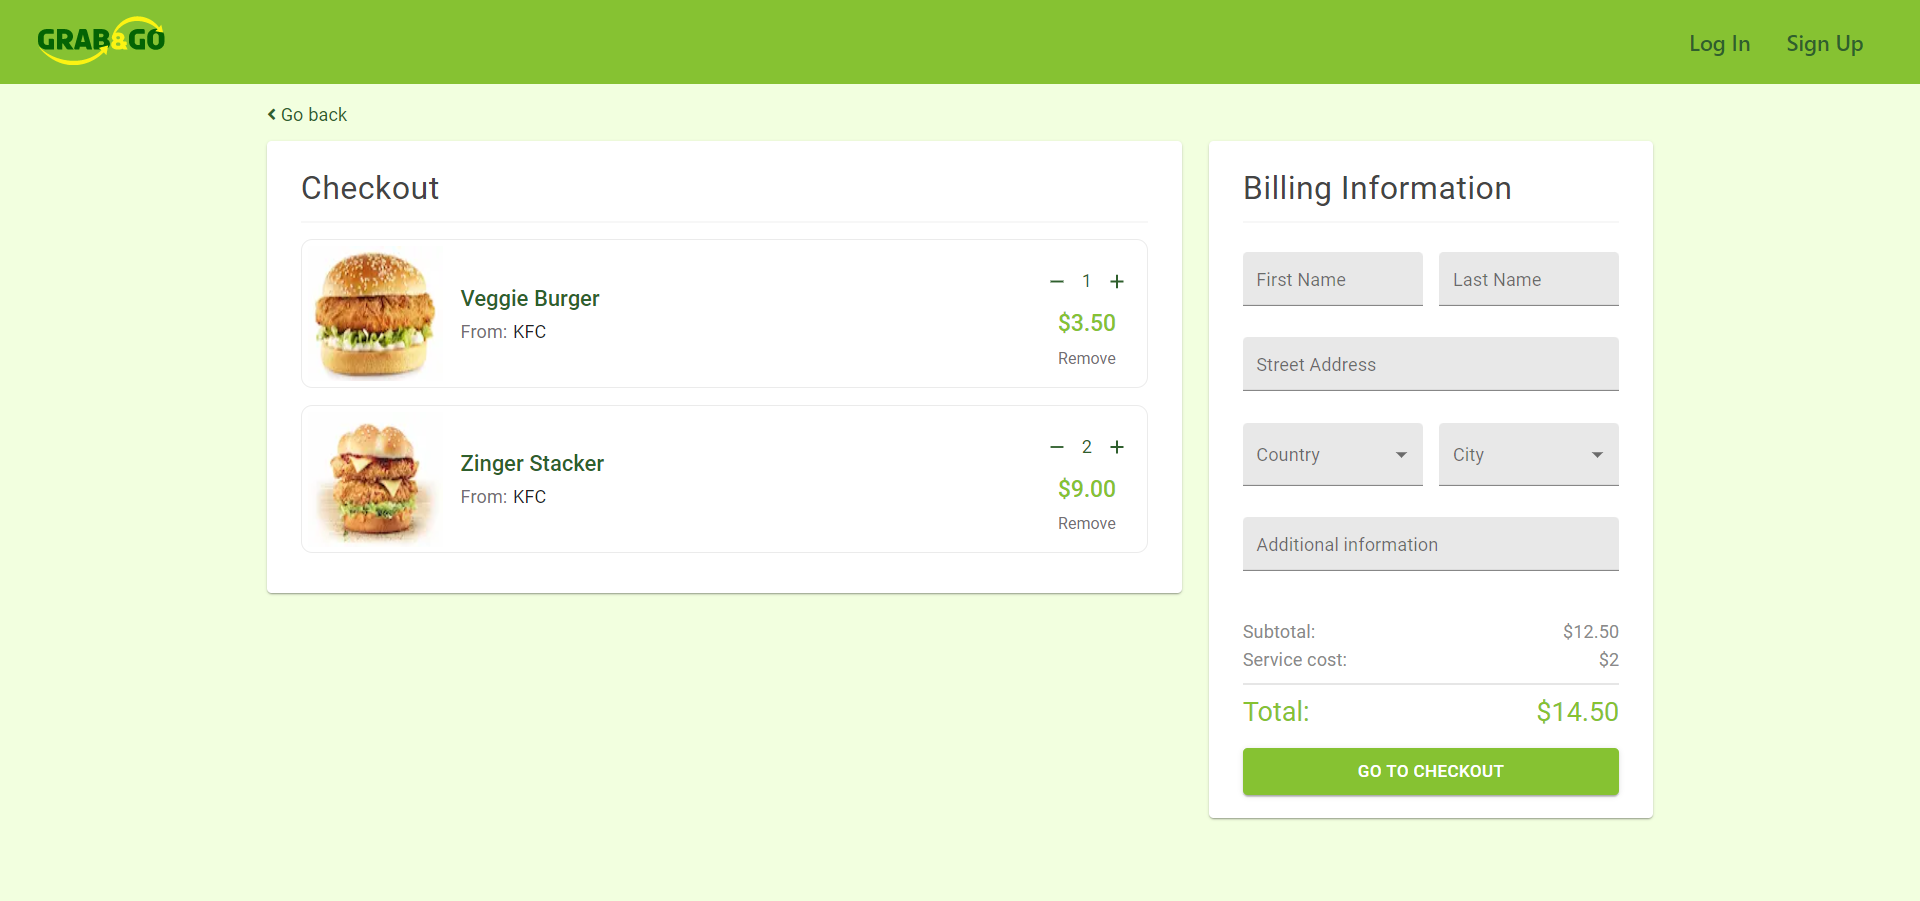 GRAB&GO
Log In
Sign Up
Go back
Checkout
Veggie Burger
From: KFC
1
$3.50
Remove
Zinger Stacker
From: KFC
2
$9.00
Remove
Billing Information
First Name
Last Name
Street Address
Country
City
Additional information
Subtotal: $12.50
Service cost: $2
Total: $14.50
GO TO CHECKOUT